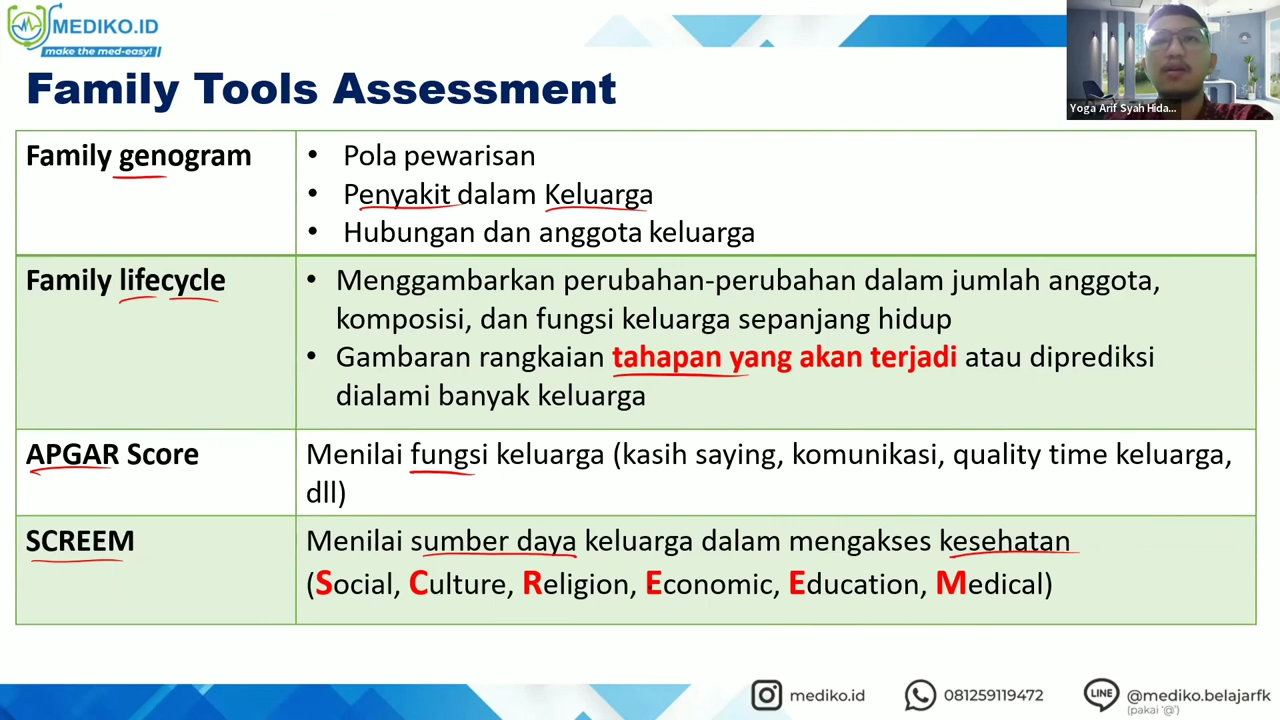 MEDIKO.ID
make the med-easy!
Yoga Arif Syah Hida...
Family Tools Assessment
Family genogram
• Pola pewarisan
• Penyakit dalam Keluarga
• Hubungan dan anggota keluarga
Family lifecycle
• Menggambarkan perubahan-perubahan dalam jumlah anggota,
komposisi, dan fungsi keluarga sepanjang hidup
• Gambaran rangkaian tahapan yang akan terjadi atau diprediksi
dialami banyak keluarga
APGAR Score
Menilai fungsi keluarga (kasih saying, komunikasi, quality time keluarga,
dll)
SCREEM
Menilai sumber daya keluarga dalam mengakses kesehatan
(Social, Culture, Religion, Economic, Education, Medical)
mediko.id
081259119472
LINE
@mediko.belajarfk
(pakai '@')